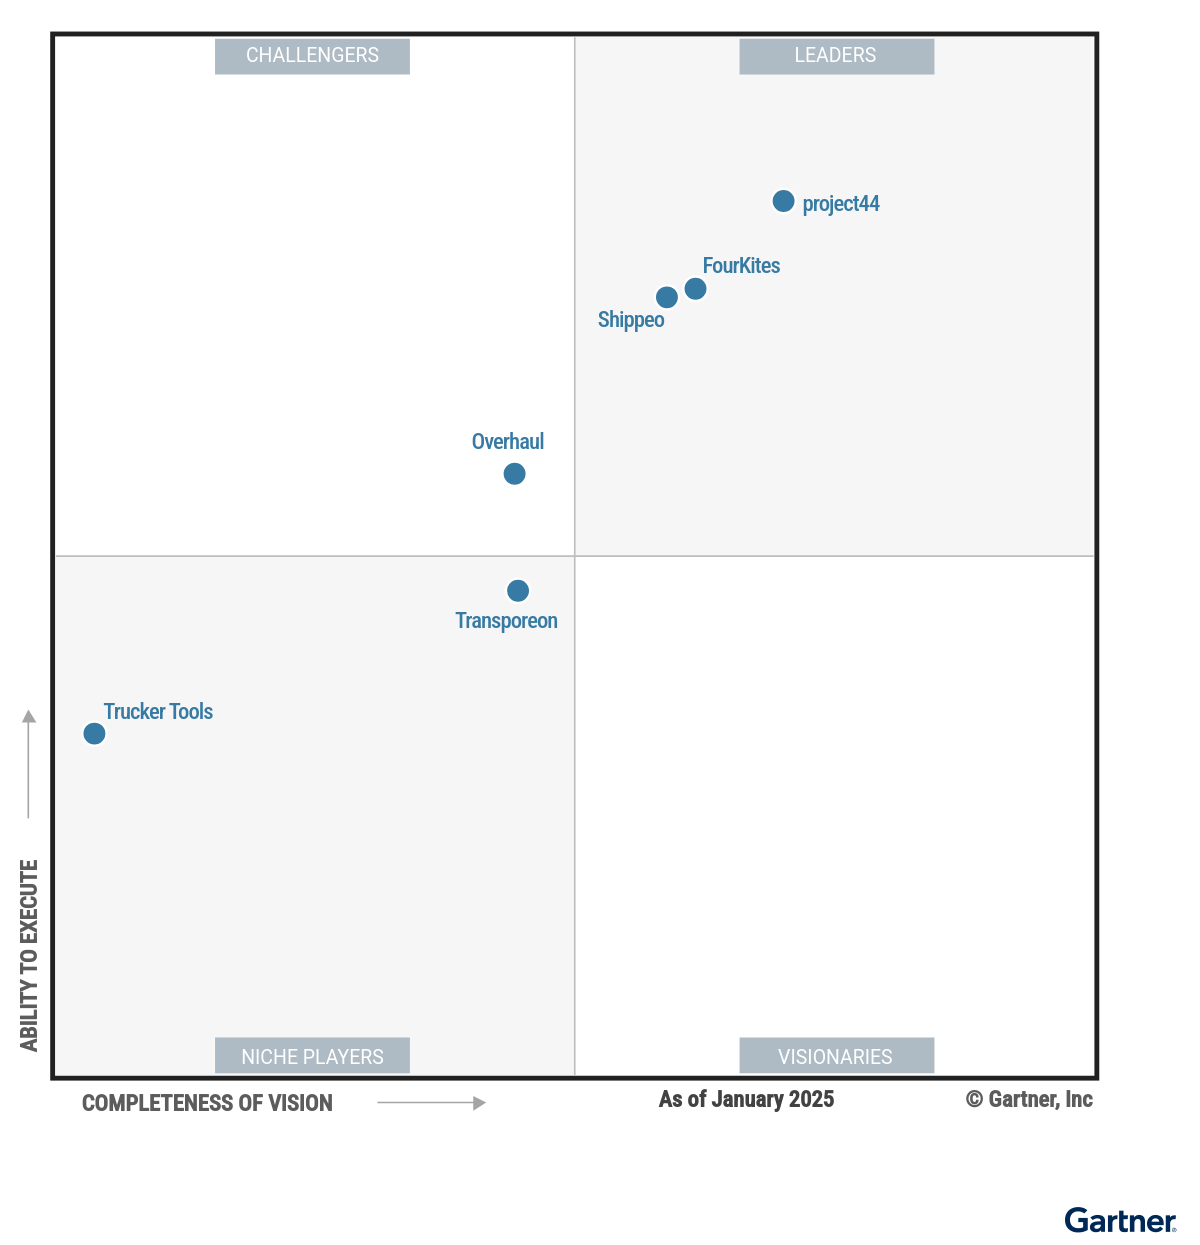 CHALLENGERS
LEADERS
project44
FourKites
Shippeo
Overhaul
Transporeon
Trucker Tools
ABILITY TO EXECUTE
NICHE PLAYERS
VISIONARIES
COMPLETENESS OF VISION
As of January 2025
© Gartner, Inc
Gartner®